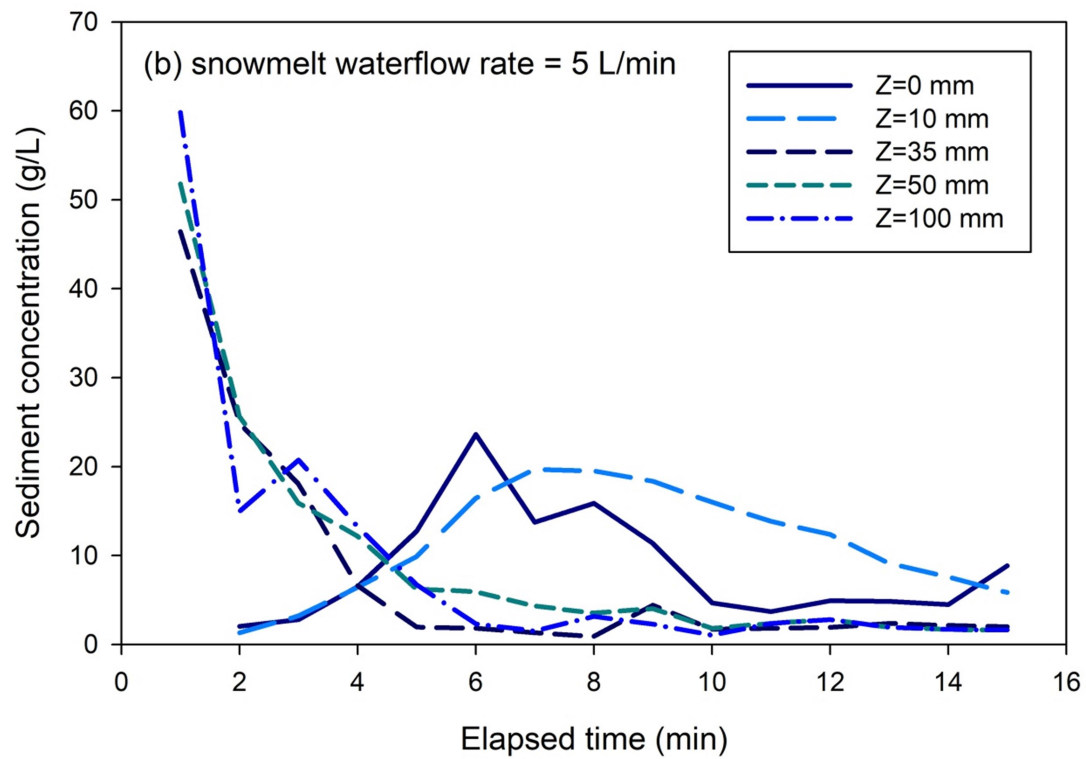 70
60
50
40
30
20
10
0
Sediment concentration (g/L)
(b) snowmelt waterflow rate = 5 L/min
Z=0 mm
Z=10 mm
Z=35 mm
Z=50 mm
Z=100 mm
0 2 4 6 8 10 12 14 16
Elapsed time (min)